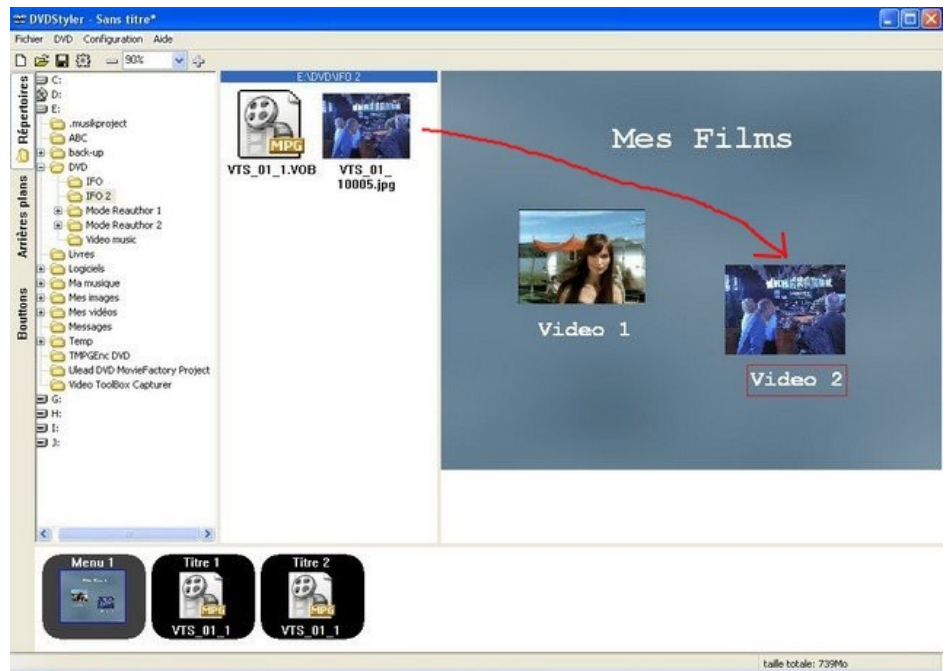 DVDStyler - Sans titre*
Fichier DVD Configuration Aide
90%
Répertoires
Arrières plans
Bouttons
C:
D:
E:
.musikproject
ABC
back-up
DVD
IFO
IFO 2
Mode Reauthor 1
Mode Reauthor 2
Video music
Livres
Logiciels
Ma musique
Mes images
Mes vidéos
Messages
Temp
TMPGEnc DVD
Ulead DVD MovieFactory Project
Video ToolBox Capturer
G:
H:
I:
J:
E:\DVD\IFO 2
MPG
VTS_01_1.VOB
VTS_01_
10005.jpg
Mes Films
Video 1
Video 2
Menu 1
Titre 1
MPG
VTS_01_1
Titre 2
MPG
VTS_01_1
taille totale: 739Mo